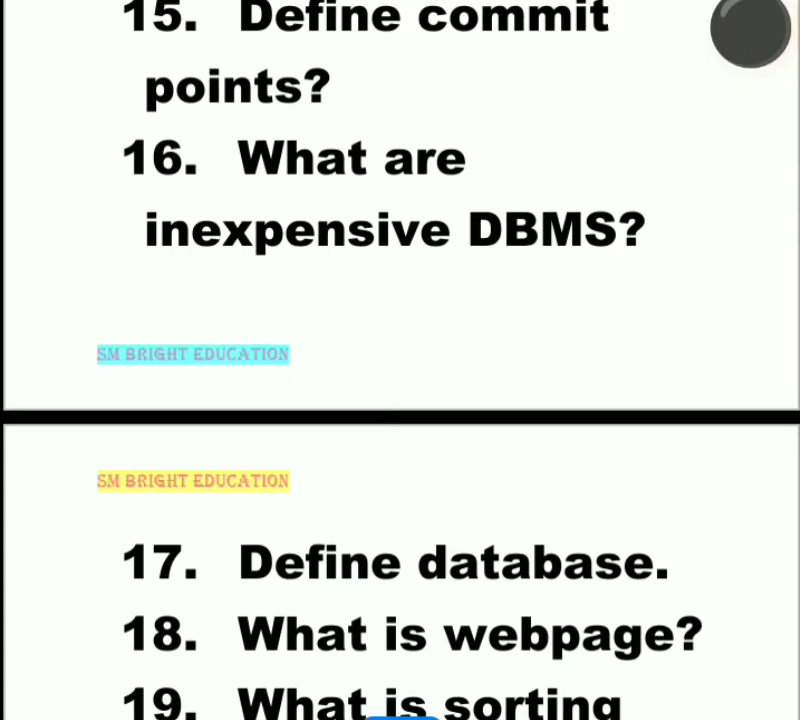 15. Define commit
points?
16. What are
inexpensive DBMS?
SM BRIGHT EDUCATION
SM BRIGHT EDUCATION
17. Define database.
18. What is webpage?
19. What is sorting